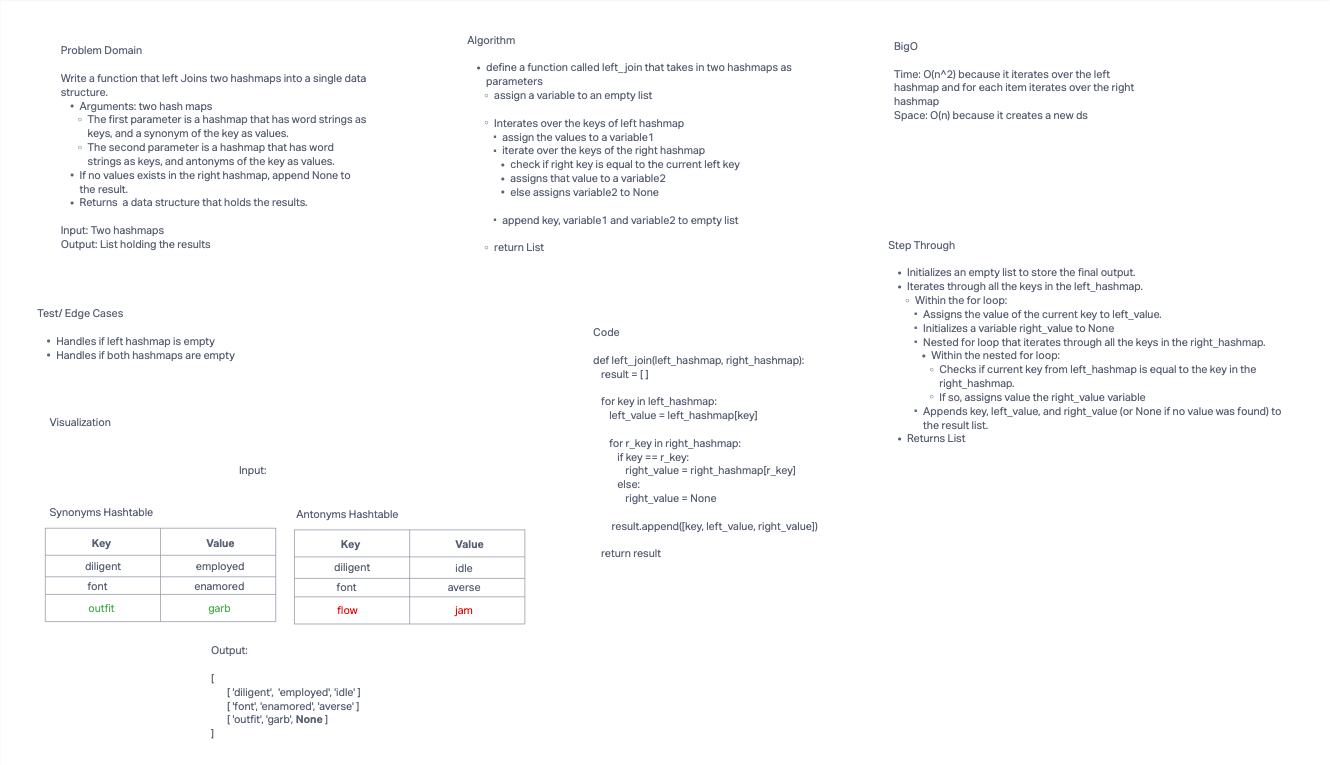 Problem Domain
Write a function that left Joins two hashmaps into a single data
structure.
• Arguments: two hash maps
◦ The first parameter is a hashmap that has word strings as
keys, and a synonym of the key as values.
◦ The second parameter is a hashmap that has word
strings as keys, and antonyms of the key as values.
• If no values exists in the right hashmap, append None to
the result.
• Returns  a data structure that holds the results.
Input: Two hashmaps
Output: List holding the results
Algorithm
• define a function called left_join that takes in two hashmaps as
parameters
◦ assign a variable to an empty list
◦ Interates over the keys of left hashmap
▪ assign the values to a variable1
▪ iterate over the keys of the right hashmap
• check if right key is equal to the current left key
• assigns that value to a variable2
• else assigns variable2 to None
▪ append key, variable1 and variable2 to empty list
◦ return List
BigO
Time: O(n^2) because it iterates over the left
hashmap and for each item iterates over the right
hashmap
Space: O(n) because it creates a new ds
Step Through
• Initializes an empty list to store the final output.
• Iterates through all the keys in the left_hashmap.
◦ Within the for loop:
▪ Assigns the value of the current key to left_value.
▪ Initializes a variable right_value to None
▪ Nested for loop that iterates through all the keys in the right_hashmap.
• Within the nested for loop:
◦ Checks if current key from left_hashmap is equal to the key in the
right_hashmap.
◦ If so, assigns value the right_value variable
▪ Appends key, left_value, and right_value (or None if no value was found) to
the result list.
• Returns List
Test/ Edge Cases
• Handles if left hashmap is empty
• Handles if both hashmaps are empty
Code
def left_join(left_hashmap, right_hashmap):
result = [ ]
for key in left_hashmap:
left_value = left_hashmap[key]
for r_key in right_hashmap:
if key == r_key:
right_value = right_hashmap[r_key]
else:
right_value = None
result.append([key, left_value, right_value])
return result
Visualization
Input:
Synonyms Hashtable
Key Value
diligent employed
font enamored
outfit garb
Antonyms Hashtable
Key Value
diligent idle
font averse
flow jam
Output:
[
[ 'diligent',  'employed', 'idle' ]
[ 'font', 'enamored', 'averse' ]
[ 'outfit', 'garb', None ]
]